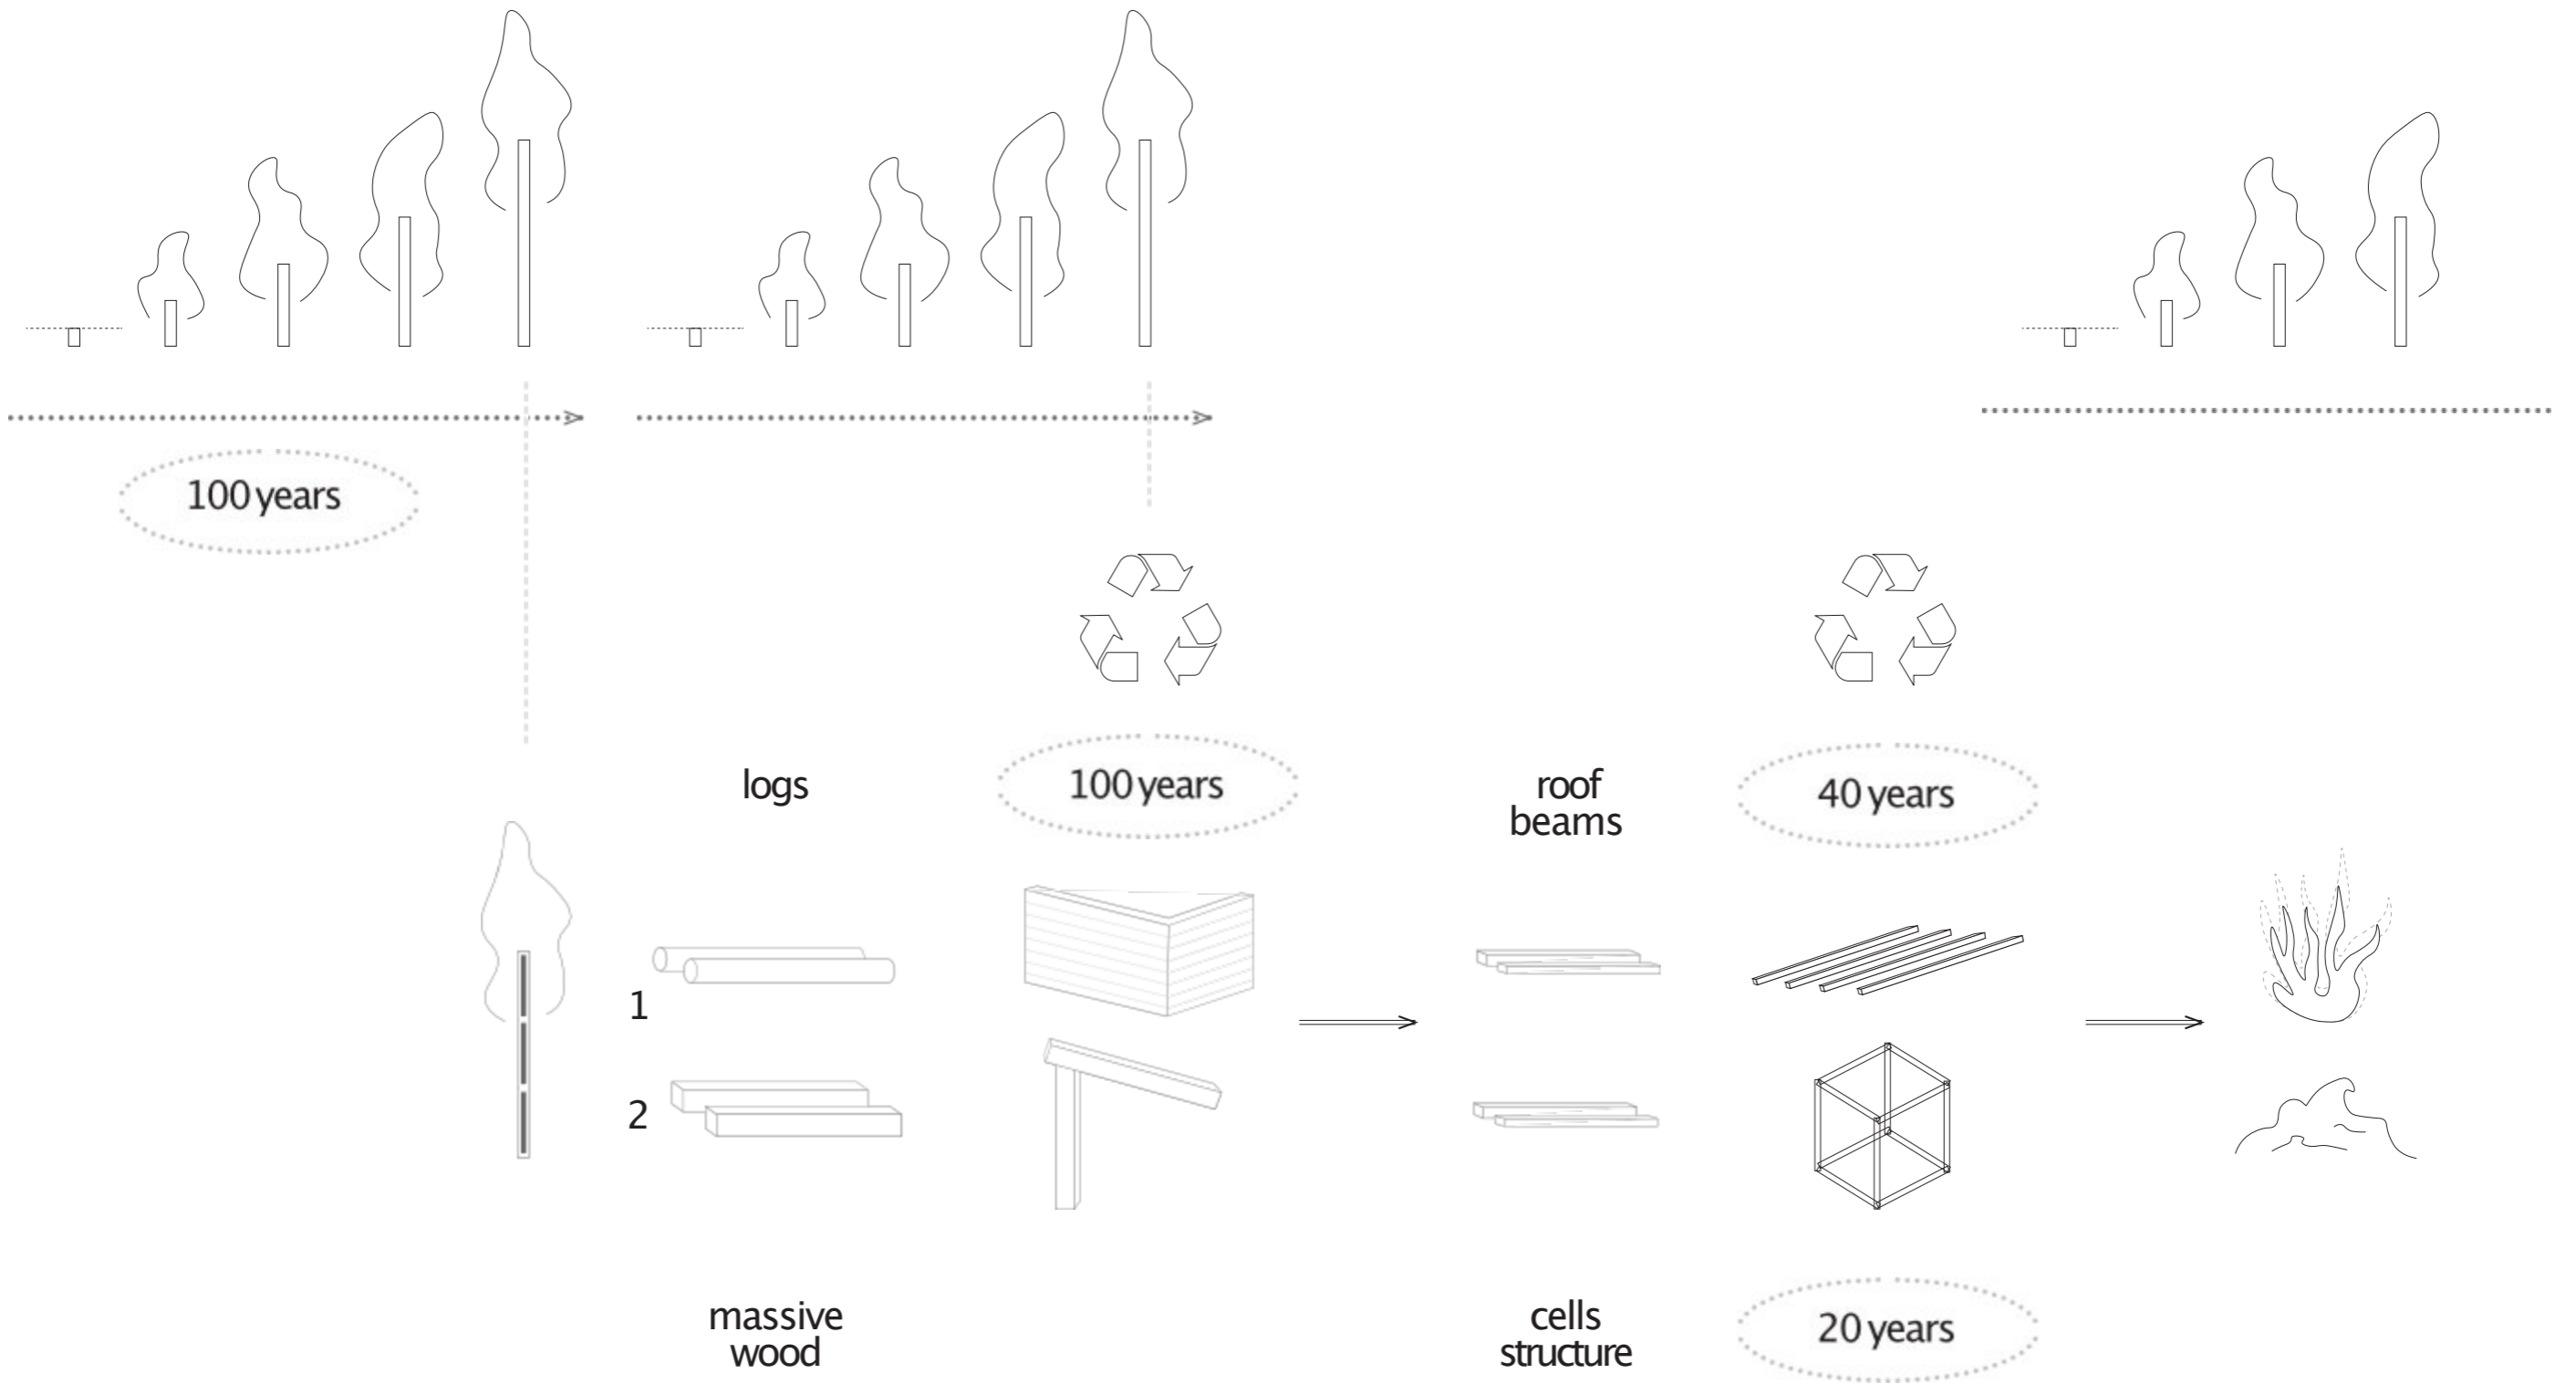 100 years
logs
100 years
roof
beams
40 years
1
2
massive
wood
cells
structure
20 years